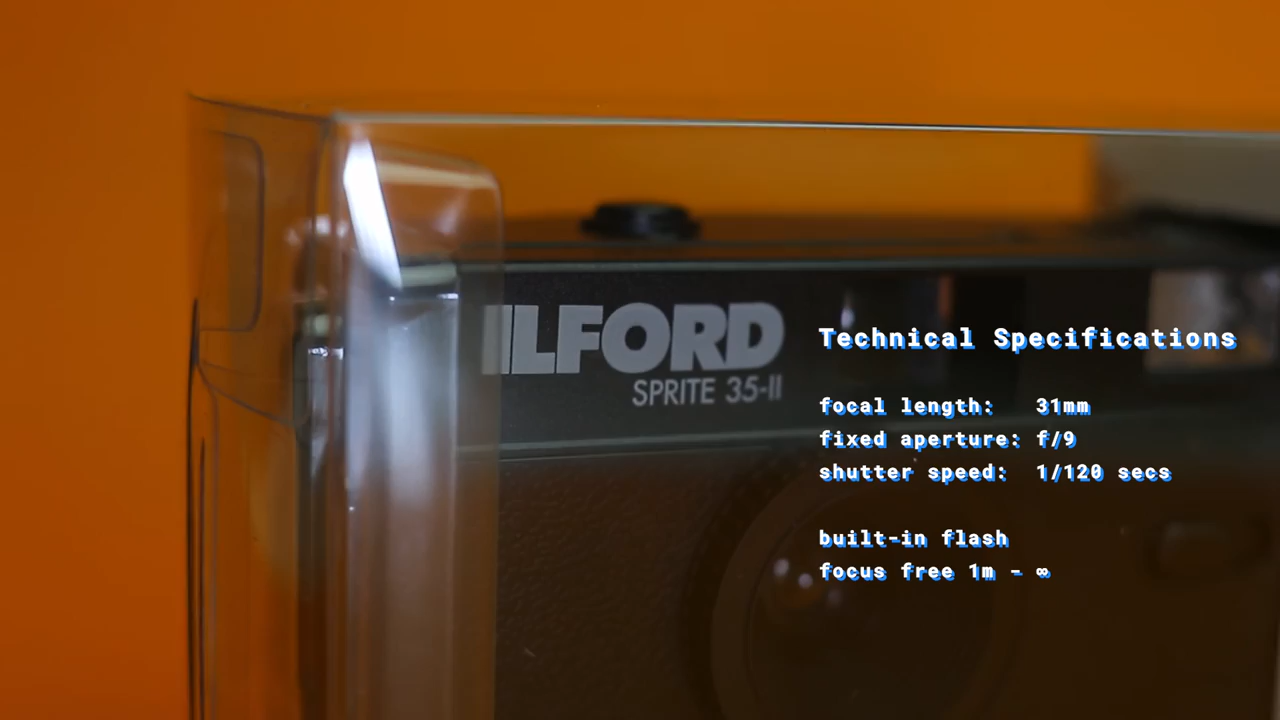 ILFORD
SPRITE 35-II
Technical Specifications
focal length: 31mm
fixed aperture: f/9
shutter speed: 1/120 secs
built-in flash
focus free 1m - ∞